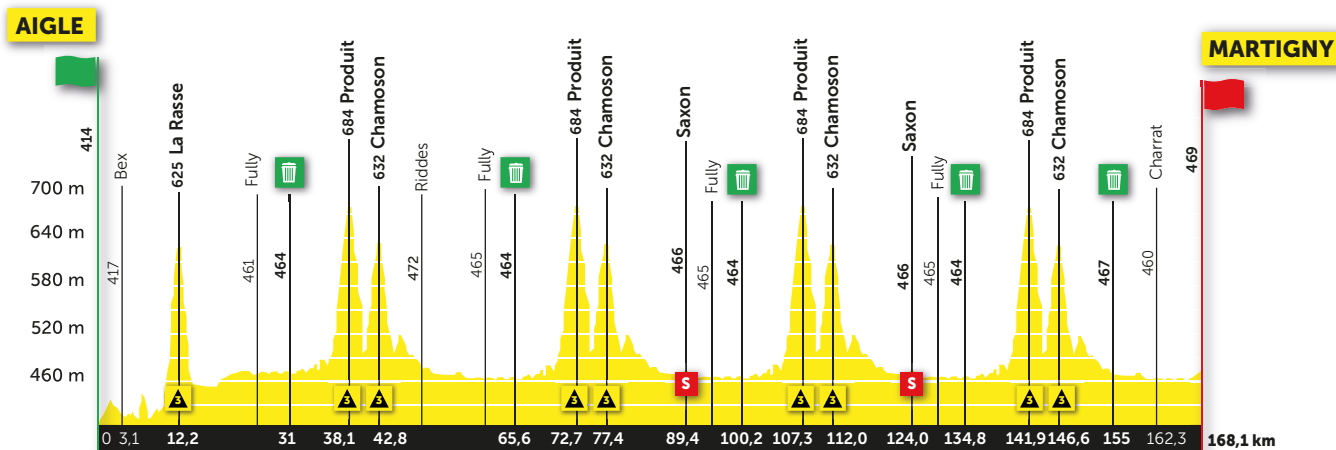 AIGLE
MARTIGNY
414
417 Bex
625 La Rasse
461 Fully
464
684 Produit
632 Chamoson
472 Riddes
465 Fully
464
684 Produit
632 Chamoson
466 Saxon
465 Fully
464
684 Produit
632 Chamoson
466 Saxon
465 Fully
464
684 Produit
632 Chamoson
467
460 Charrat
469
700 m
640 m
580 m
520 m
460 m
3 3 3 3 3 S 3 3 S 3 3
0 3,1 12,2 31 38,1 42,8 65,6 72,7 77,4 89,4 100,2 107,3 112,0 124,0 134,8 141,9 146,6 155 162,3 168,1 km